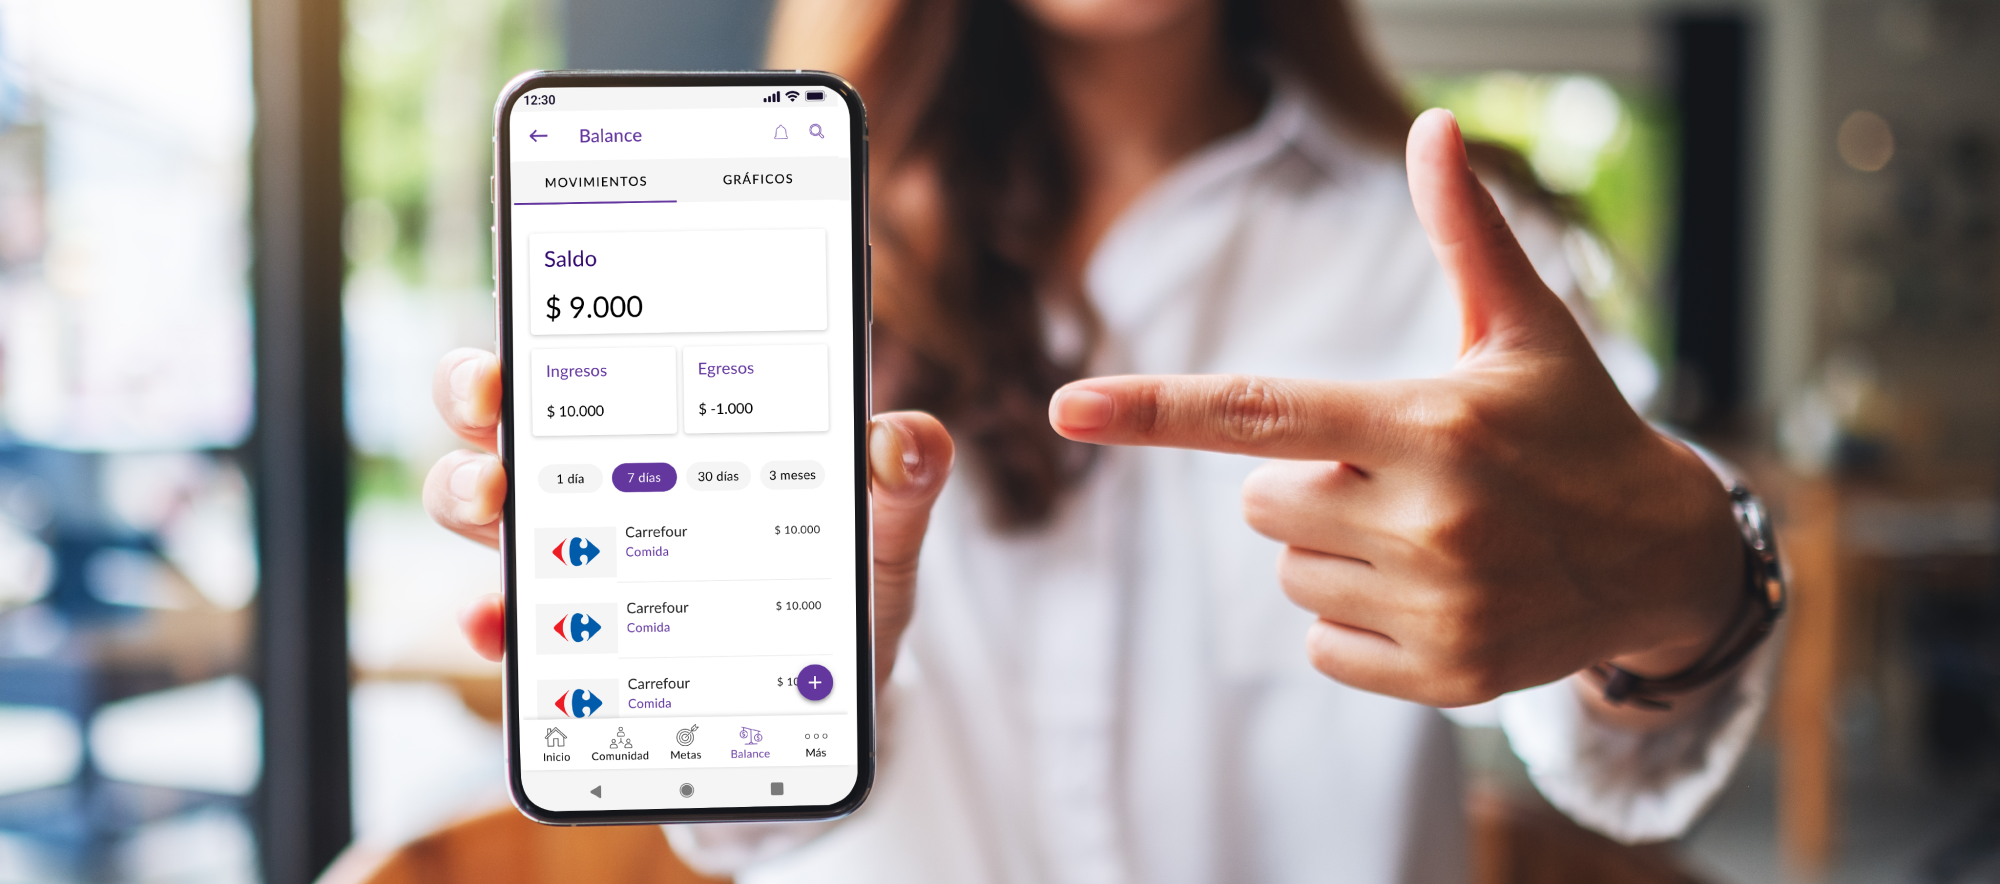 12:30
Balance
MOVIMIENTOS GRÁFICOS
Saldo
$ 9.000
Ingresos Egresos
$ 10.000 $ -1.000
1 día 7 días 30 días 3 meses
Carrefour $ 10.000
Comida
Carrefour $ 10.000
Comida
Carrefour $ 10
Comida
Inicio Comunidad Metas Balance Más